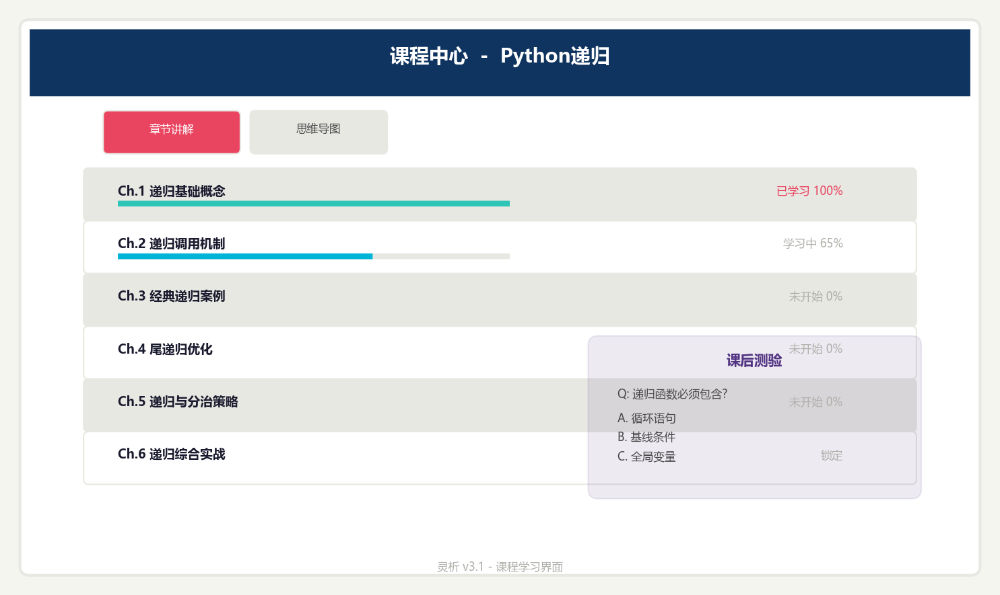 课程中心 - Python递归
章节讲解
思维导图
Ch.1 递归基础概念
已学习 100%
Ch.2 递归调用机制
学习中 65%
Ch.3 经典递归案例
未开始 0%
Ch.4 尾递归优化
未开始 0%
Ch.5 递归与分治策略
未开始 0%
Ch.6 递归综合实战
锁定
课后测验
Q: 递归函数必须包含?
A. 循环语句
B. 基线条件
C. 全局变量
灵析 v3.1 - 课程学习界面